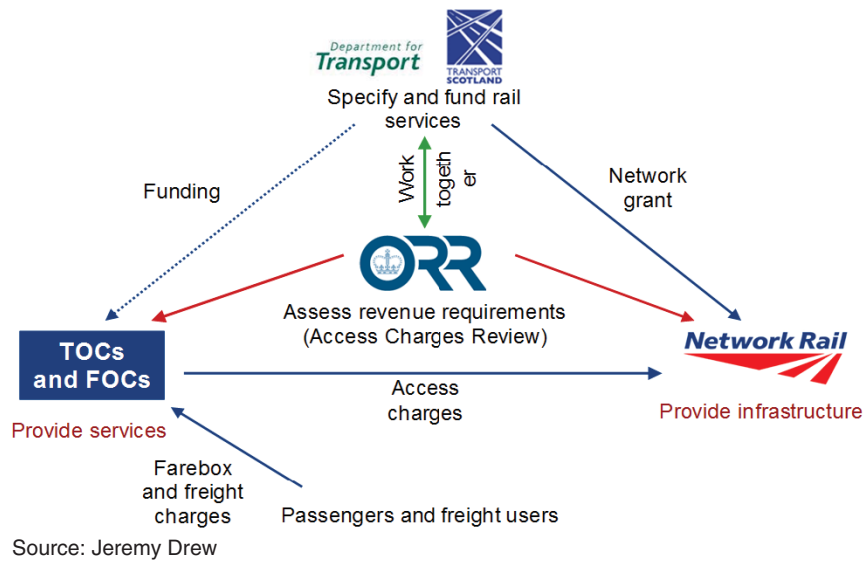 Department for
Transport
TRANSPORT
SCOTLAND
Specify and fund rail
services
Funding
Work
togeth
er
Network
grant
ORR
Assess revenue requirements
(Access Charges Review)
TOCs
and FOCs
Provide services
Access
charges
Network Rail
Provide infrastructure
Farebox
and freight
charges
Passengers and freight users
Source: Jeremy Drew